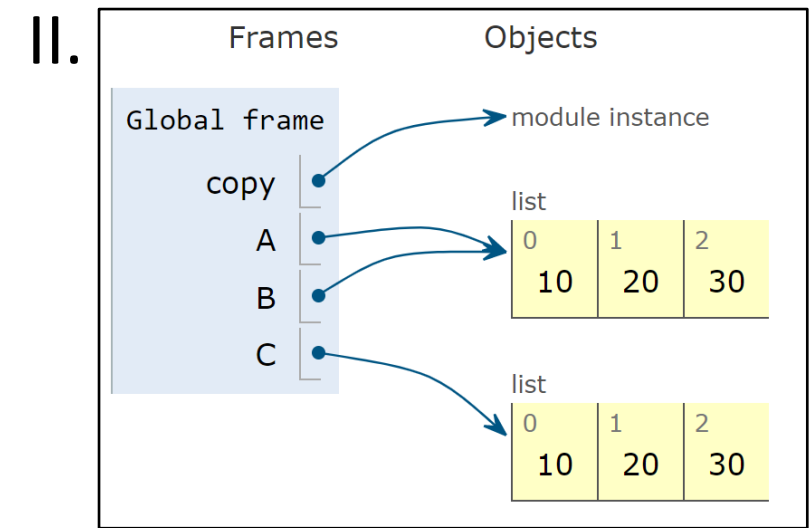 II.
Frames Objects
Global frame
module instance
copy
list
A
0 1 2
10 20 30
B
C
list
0 1 2
10 20 30